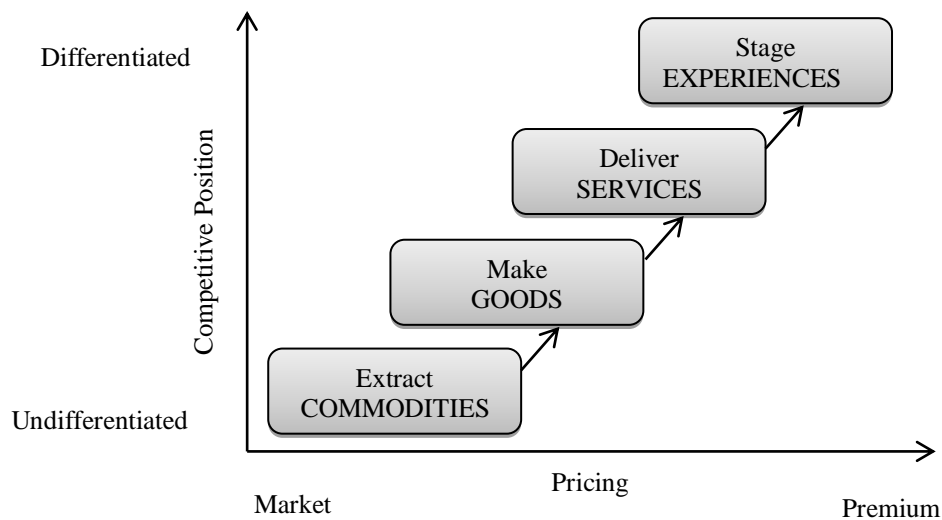 Differentiated
Stage
EXPERIENCES
Deliver
SERVICES
Competitive Position
Make
GOODS
Extract
COMMODITIES
Undifferentiated
Pricing
Market
Premium